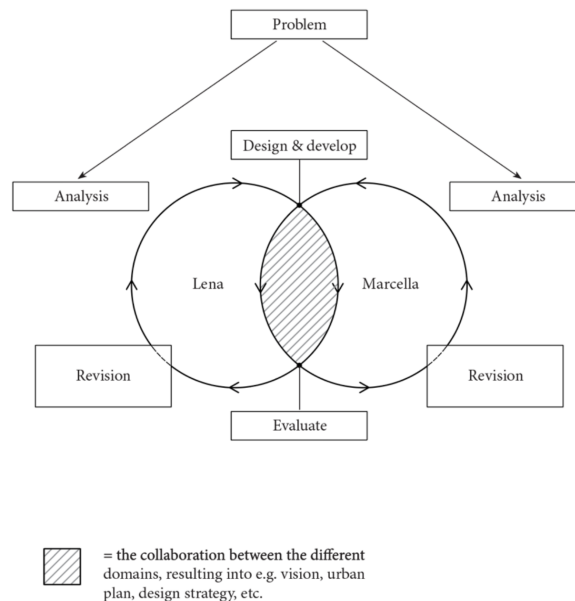 Problem
Design & develop
Analysis
Analysis
Lena
Marcella
Revision
Revision
Evaluate
= the collaboration between the different
domains, resulting into e.g. vision, urban
plan, design strategy, etc.